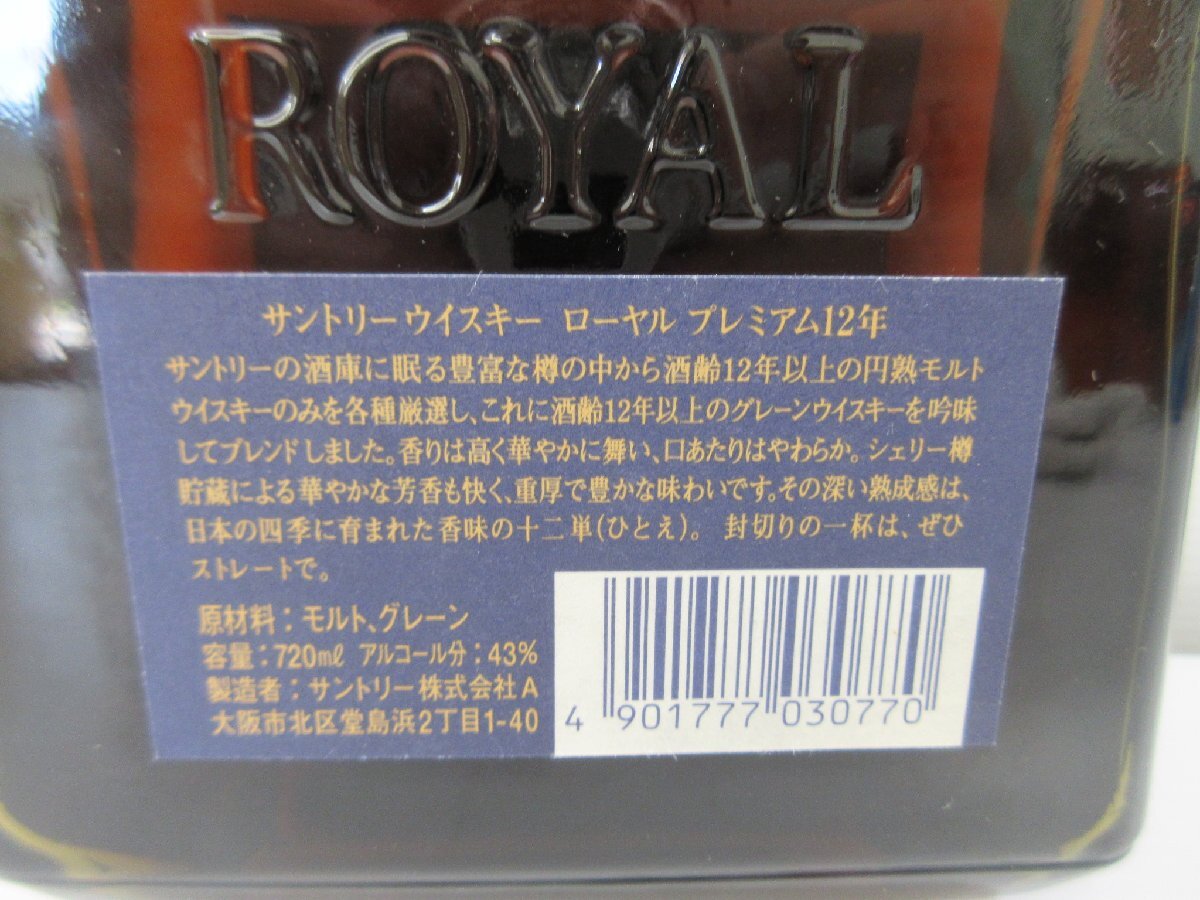 ROYAL
サントリーウイスキー ローヤル プレミアム12年
サントリーの酒庫に眠る豊富な樽の中から酒齢12年以上の円熟モルト
ウイスキーのみを各種厳選し、これに酒齢12年以上のグレーンウイスキーを吟味
してブレンドしました。香りは高く華やかに舞い、口あたりはやわらか。シェリー樽
貯蔵による華やかな芳香も快く、重厚で豊かな味わいです。その深い熟成感は、
日本の四季に育まれた香味の十二単(ひとえ)。 封切りの一杯は、ぜひ
ストレートで。
原材料：モルト、グレーン
容量：720mℓ アルコール分：43%
製造者：サントリー株式会社A
大阪市北区堂島浜2丁目1-40
4 901777 030770